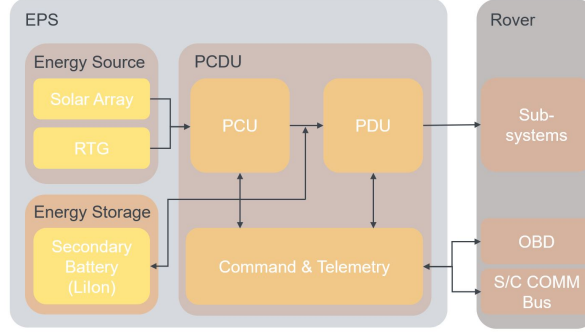 EPS
Rover
Energy Source
PCDU
Solar Array
RTG
PCU
PDU
Sub-
systems
Energy Storage
Secondary
Battery
(LiIon)
Command & Telemetry
OBD
S/C COMM
Bus